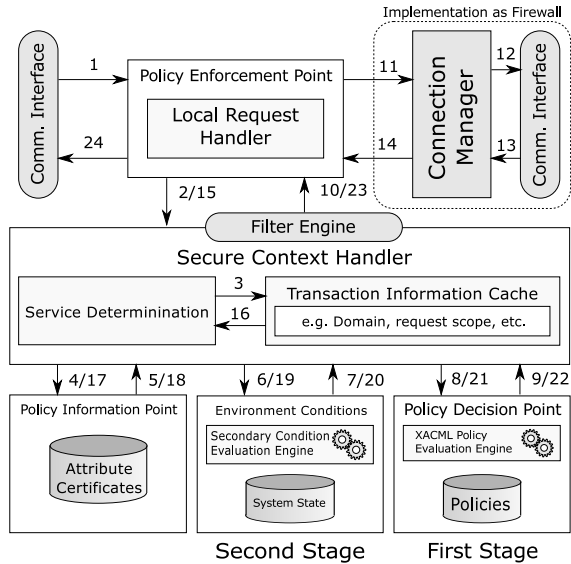 Implementation as Firewall
Comm. Interface
1
24
Policy Enforcement Point
Local Request
Handler
11
14
Connection
Manager
12
13
Comm. Interface
2/15
10/23
Filter Engine
Secure Context Handler
Service Determinination
3
16
Transaction Information Cache
e.g. Domain, request scope, etc.
4/17
5/18
6/19
7/20
8/21
9/22
Policy Information Point
Attribute
Certificates
Environment Conditions
Secondary Condition
Evaluation Engine
System State
Policy Decision Point
XACML Policy
Evaluation Engine
Policies
Second Stage
First Stage